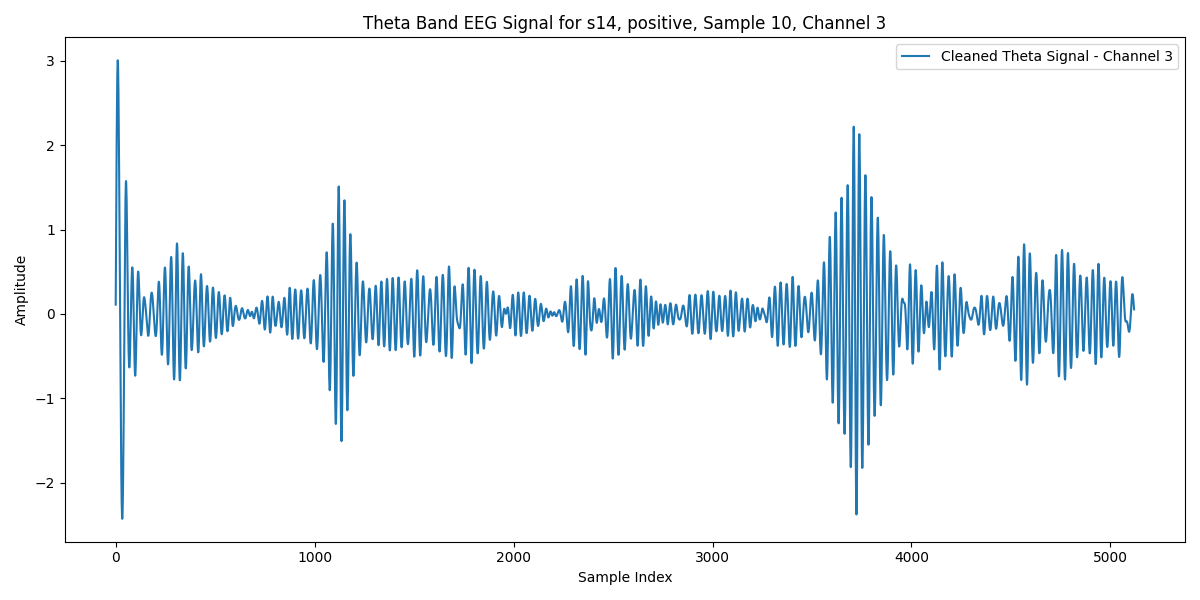 Theta Band EEG Signal for s14, positive, Sample 10, Channel 3
Cleaned Theta Signal - Channel 3
Amplitude
3
2
1
0
−1
−2
0 1000 2000 3000 4000 5000
Sample Index